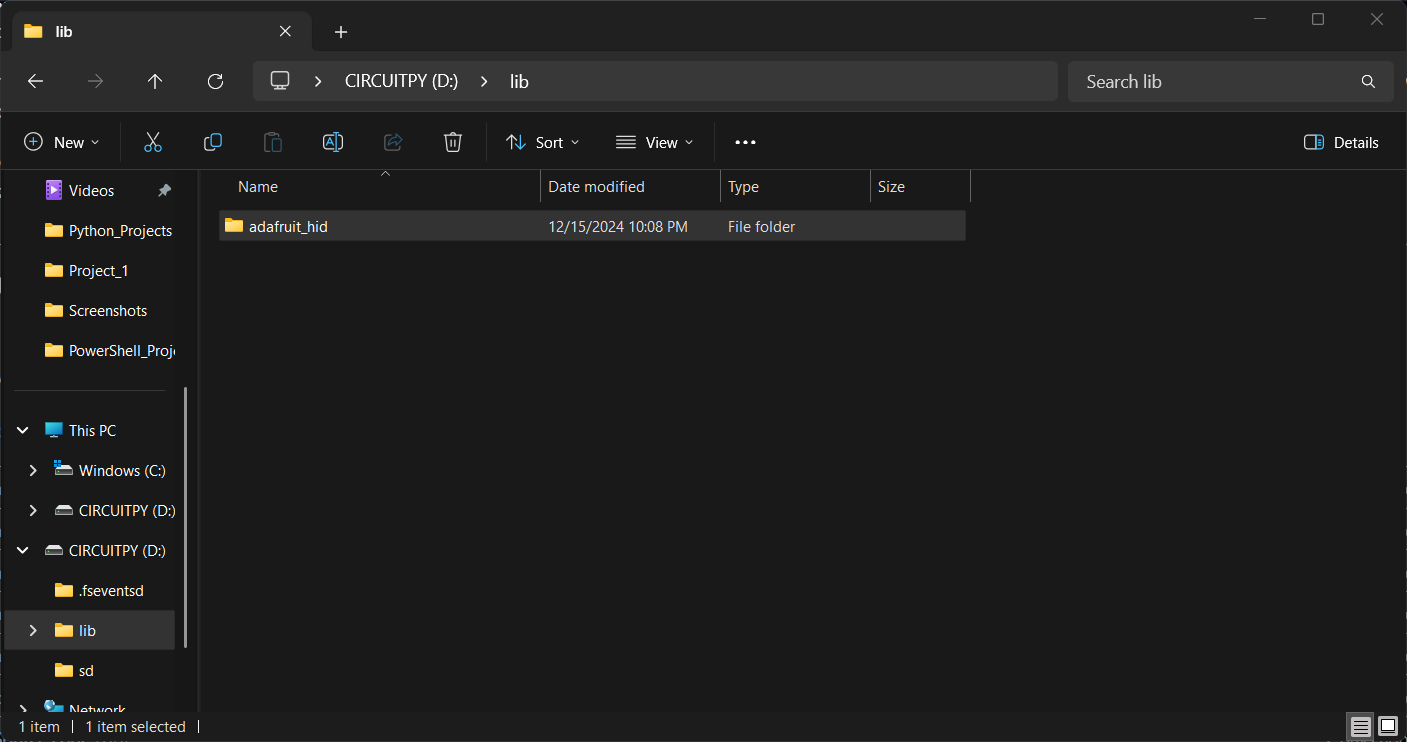 lib
CIRCUITPY (D:) lib
Search lib
New Sort View Details
Name Date modified Type Size
adafruit_hid 12/15/2024 10:08 PM File folder
Videos
Python_Projects
Project_1
Screenshots
PowerShell_Proj
This PC
Windows (C:)
CIRCUITPY (D:)
CIRCUITPY (D:)
.fseventsd
lib
sd
Network
1 item 1 item selected